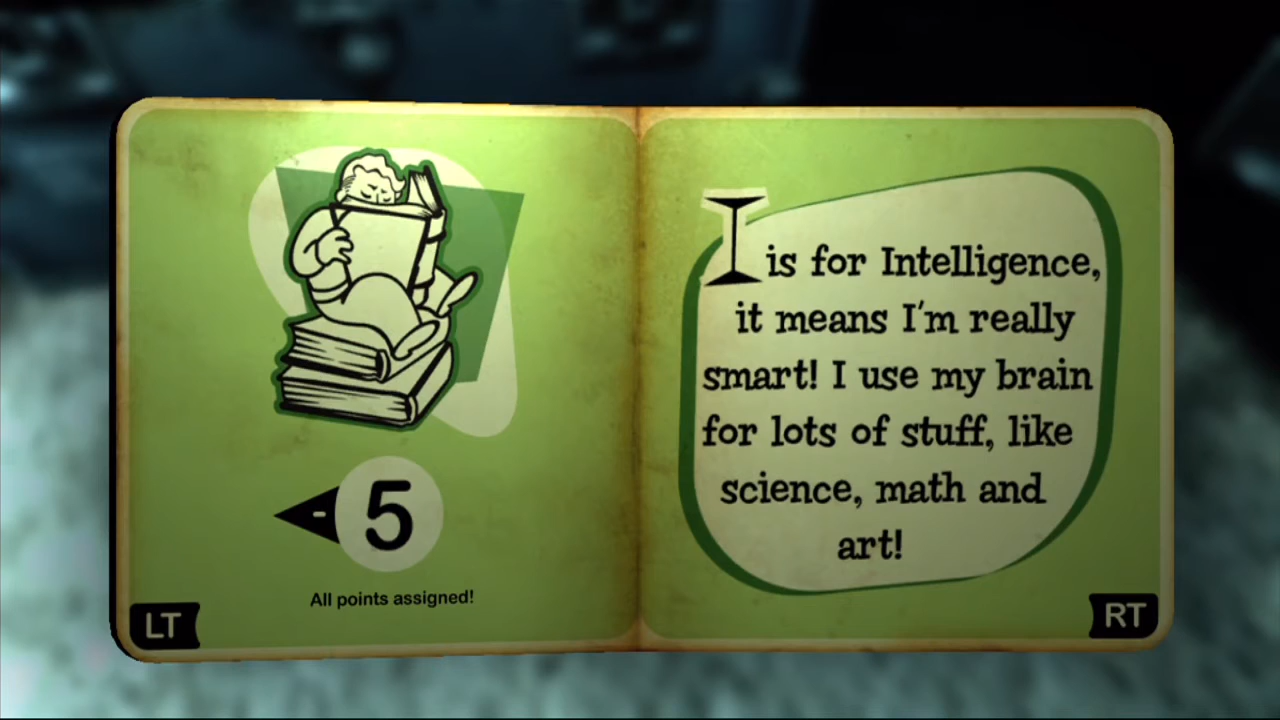 -
5
All points assigned!
LT
I is for Intelligence,
it means I'm really
smart! I use my brain
for lots of stuff, like
science, math and
art!
RT